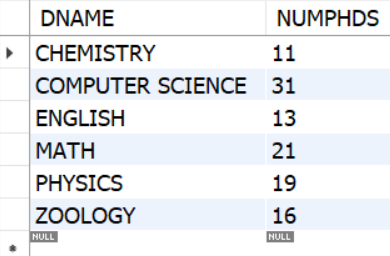 DNAME NUMPHDS
CHEMISTRY 11
COMPUTER SCIENCE 31
ENGLISH 13
MATH 21
PHYSICS 19
ZOOLOGY 16
NULL NULL